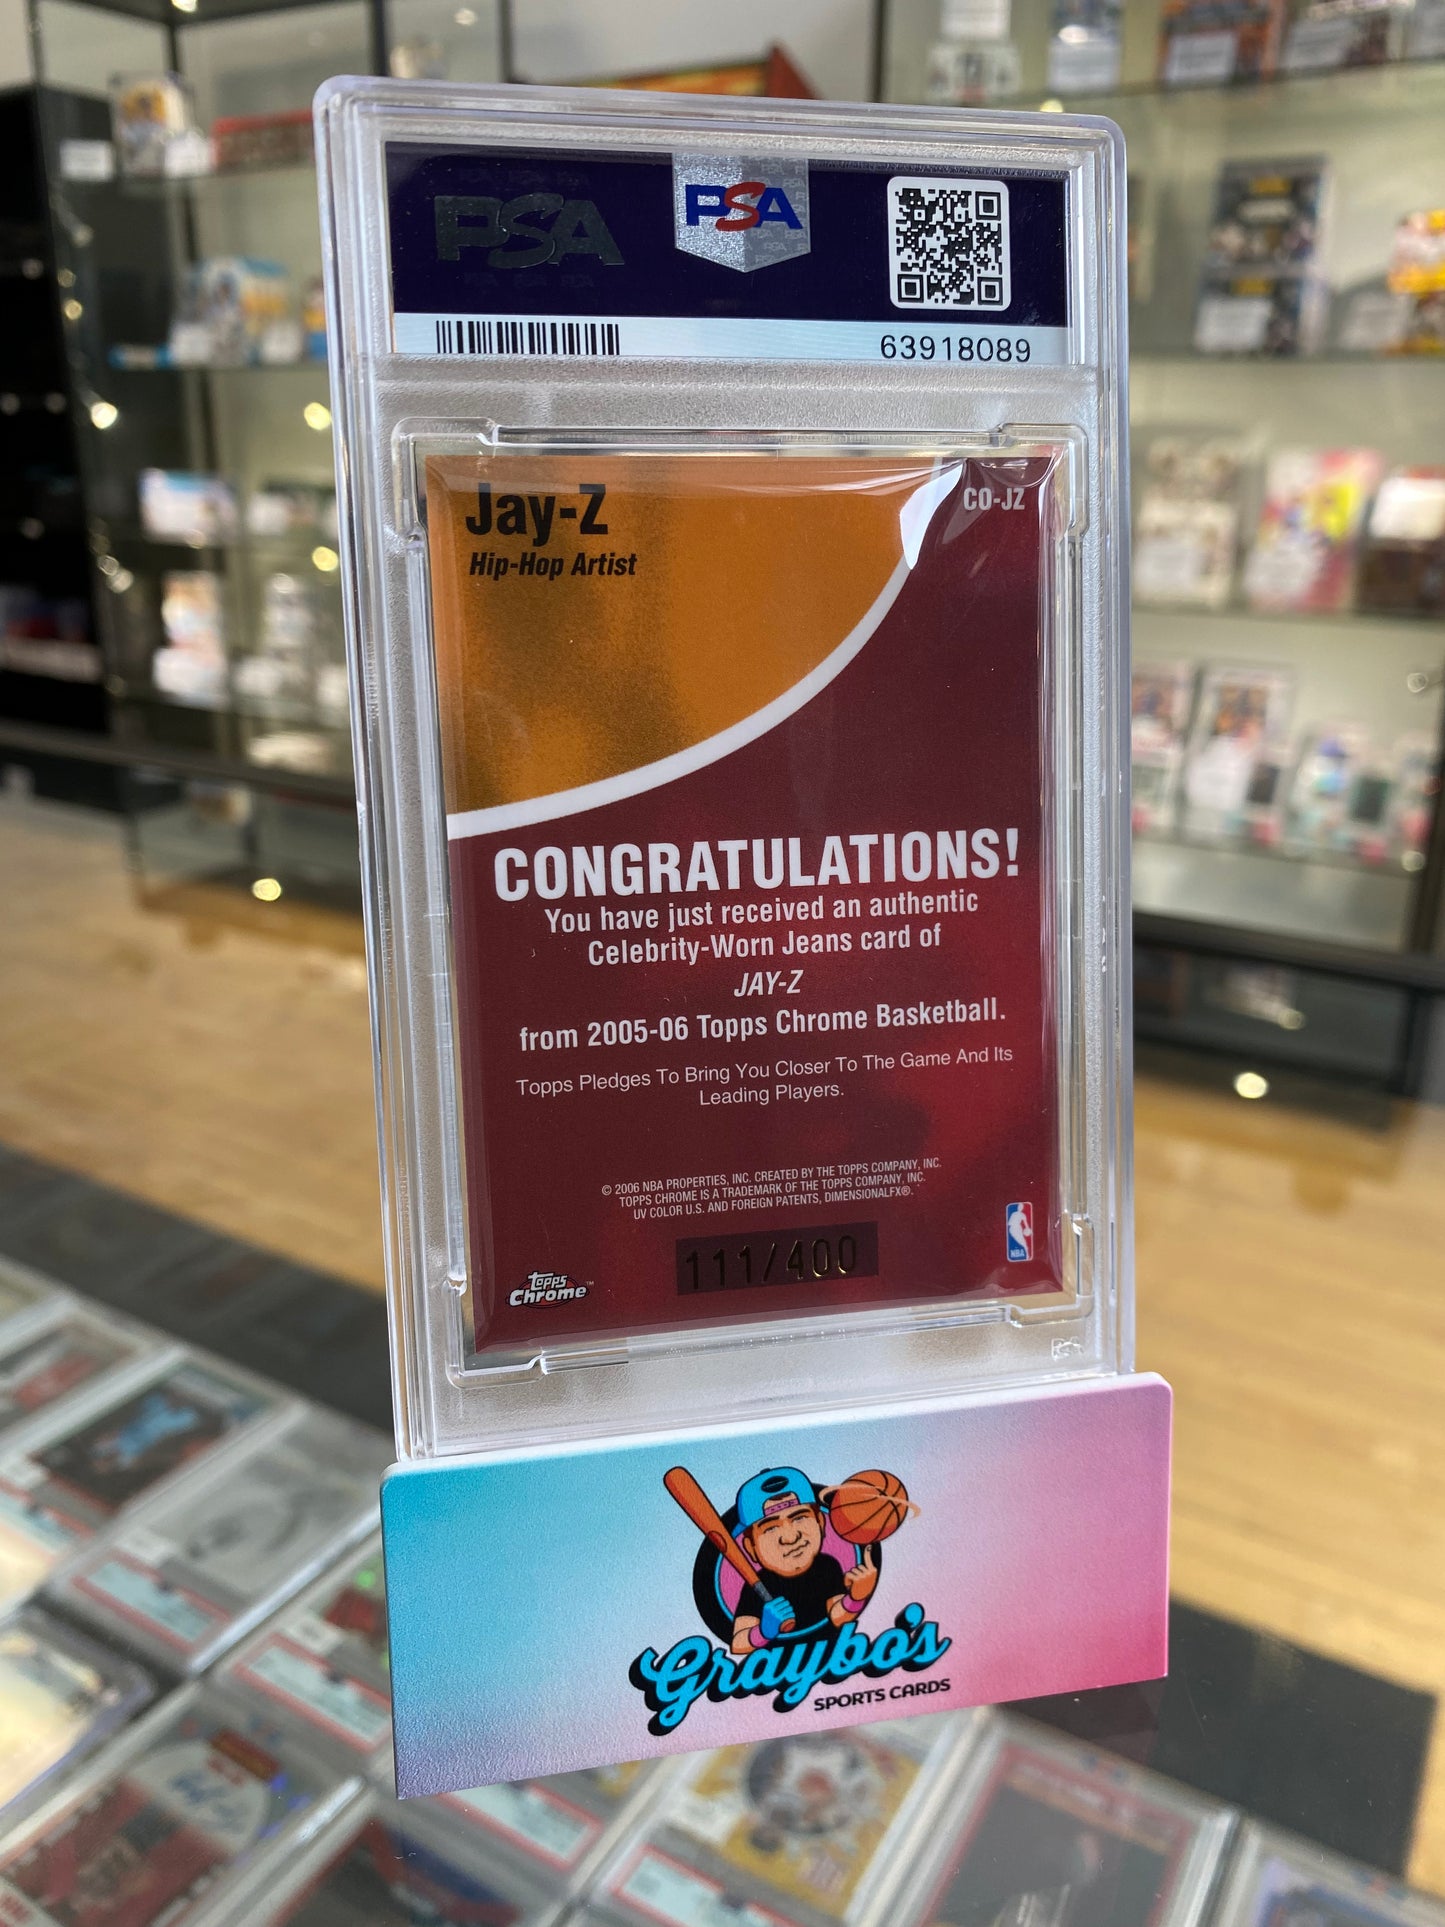 PSA
PSA
63918089
Jay-Z
CO-JZ
Hip-Hop Artist
CONGRATULATIONS!
You have just received an authentic
Celebrity-Worn Jeans card of
JAY-Z
from 2005-06 Topps Chrome Basketball.
Topps Pledges To Bring You Closer To The Game And Its
Leading Players.
© 2006 NBA PROPERTIES, INC. CREATED BY THE TOPPS COMPANY, INC.
TOPPS CHROME IS A TRADEMARK OF THE TOPPS COMPANY, INC.
UV COLOR U.S. AND FOREIGN PATENTS, DIMENSIONALFX®.
111/400
NBA
TOPPS
Chrome™
Graybo's
SPORTS CARDS